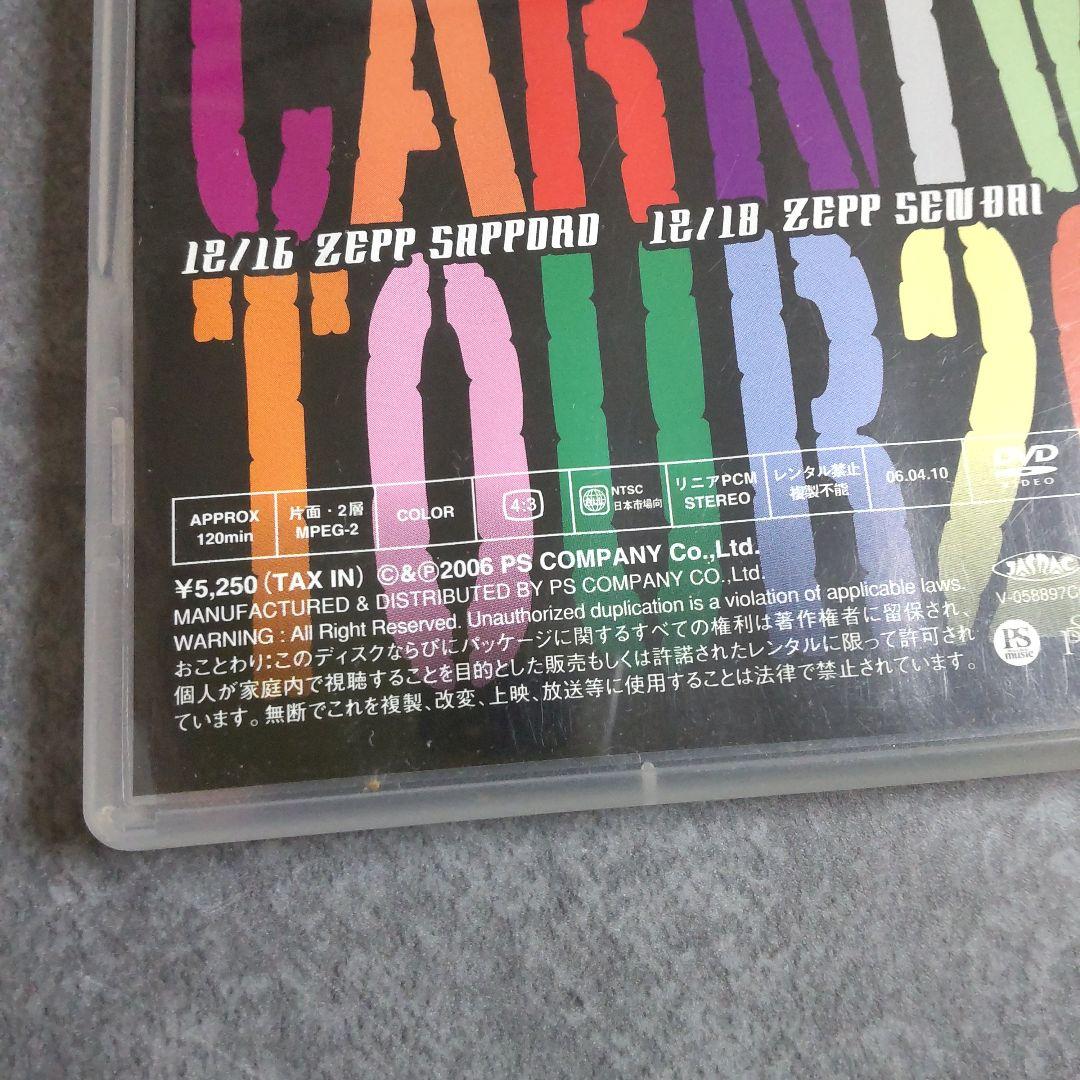 CARNIV
12/16 ZEPP SAPPORO 12/18 ZEPP SENDAI
TOUR2
APPROX
120min
片面・2層
MPEG-2
COLOR
4:3
ALL
NTSC
日本市場向
リニアPCM
STEREO
レンタル禁止
複製不能
06.04.10
DVD
VIDEO
¥5,250(TAX IN) ©&Ⓟ2006 PS COMPANY Co.,Ltd.
MANUFACTURED & DISTRIBUTED BY PS COMPANY CO.,Ltd.
WARNING : All Right Reserved. Unauthorized duplication is a violation of applicable laws.
おことわり:このディスクならびにパッケージに関するすべての権利は著作権者に留保され、
個人が家庭内で視聴することを目的とした販売もしくは許諾されたレンタルに限って許可され
ています。無断でこれを複製、改変、上映、放送等に使用することは法律で禁止されています。
JASRAC
V-058897
PS
music